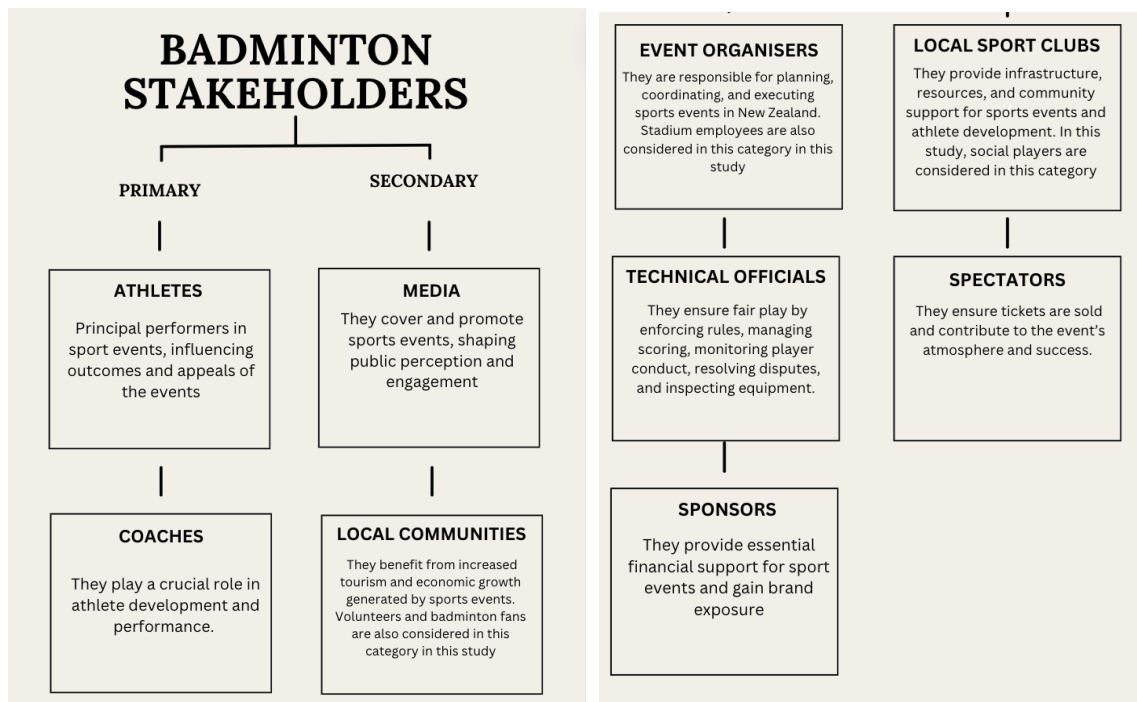 BADMINTON
STAKEHOLDERS
PRIMARY
SECONDARY
ATHLETES
Principal performers in
sport events, influencing
outcomes and appeals of
the events
MEDIA
They cover and promote
sports events, shaping
public perception and
engagement
COACHES
They play a crucial role in
athlete development and
performance.
LOCAL COMMUNITIES
They benefit from increased
tourism and economic growth
generated by sports events.
Volunteers and badminton fans
are also considered in this
category in this study
EVENT ORGANISERS
They are responsible for planning,
coordinating, and executing
sports events in New Zealand.
Stadium employees are also
considered in this category in this
study
LOCAL SPORT CLUBS
They provide infrastructure,
resources, and community
support for sports events and
athlete development. In this
study, social players are
considered in this category
TECHNICAL OFFICIALS
They ensure fair play by
enforcing rules, managing
scoring, monitoring player
conduct, resolving disputes,
and inspecting equipment.
SPECTATORS
They ensure tickets are sold
and contribute to the event's
atmosphere and success.
SPONSORS
They provide essential
financial support for sport
events and gain brand
exposure